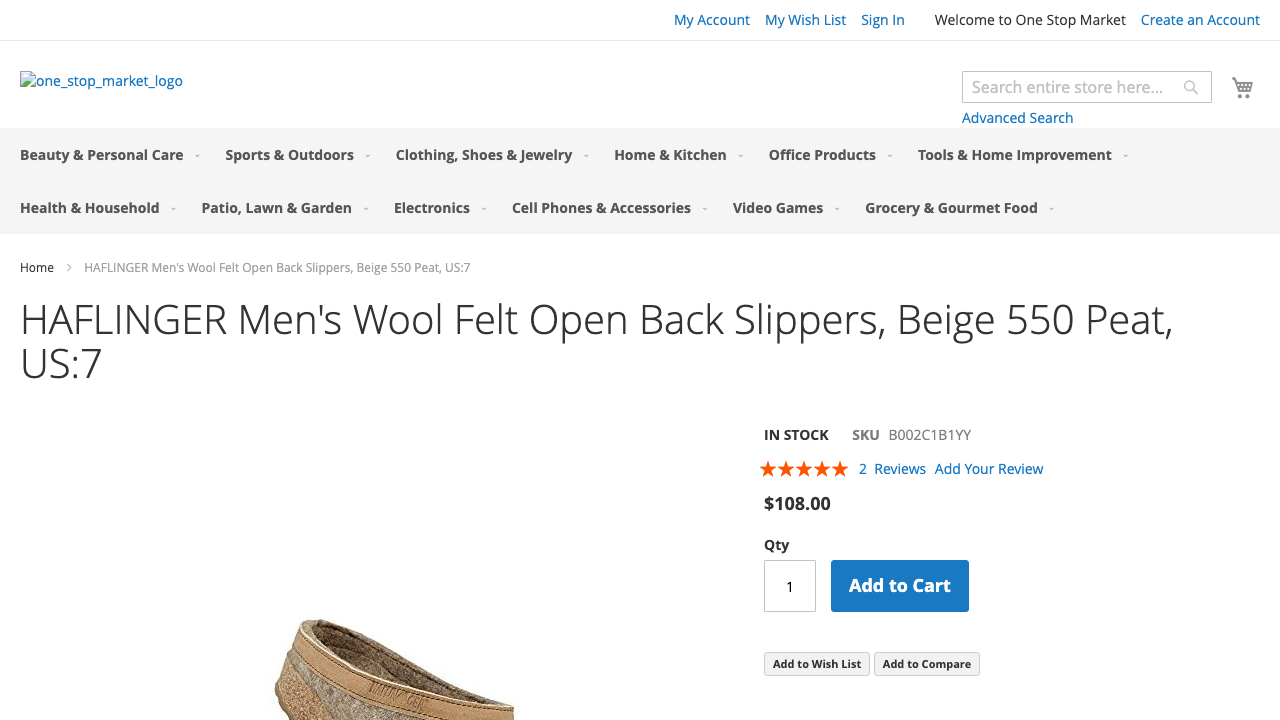 My Account My Wish List Sign In Welcome to One Stop Market Create an Account
one_stop_market_logo
Search entire store here...
Advanced Search
Beauty & Personal Care Sports & Outdoors Clothing, Shoes & Jewelry Home & Kitchen Office Products Tools & Home Improvement
Health & Household Patio, Lawn & Garden Electronics Cell Phones & Accessories Video Games Grocery & Gourmet Food
Home HAFLINGER Men's Wool Felt Open Back Slippers, Beige 550 Peat, US:7
HAFLINGER Men's Wool Felt Open Back Slippers, Beige 550 Peat,
US:7
IN STOCK SKU B002C1B1YY
2 Reviews Add Your Review
$108.00
Qty
1 Add to Cart
Add to Wish List Add to Compare